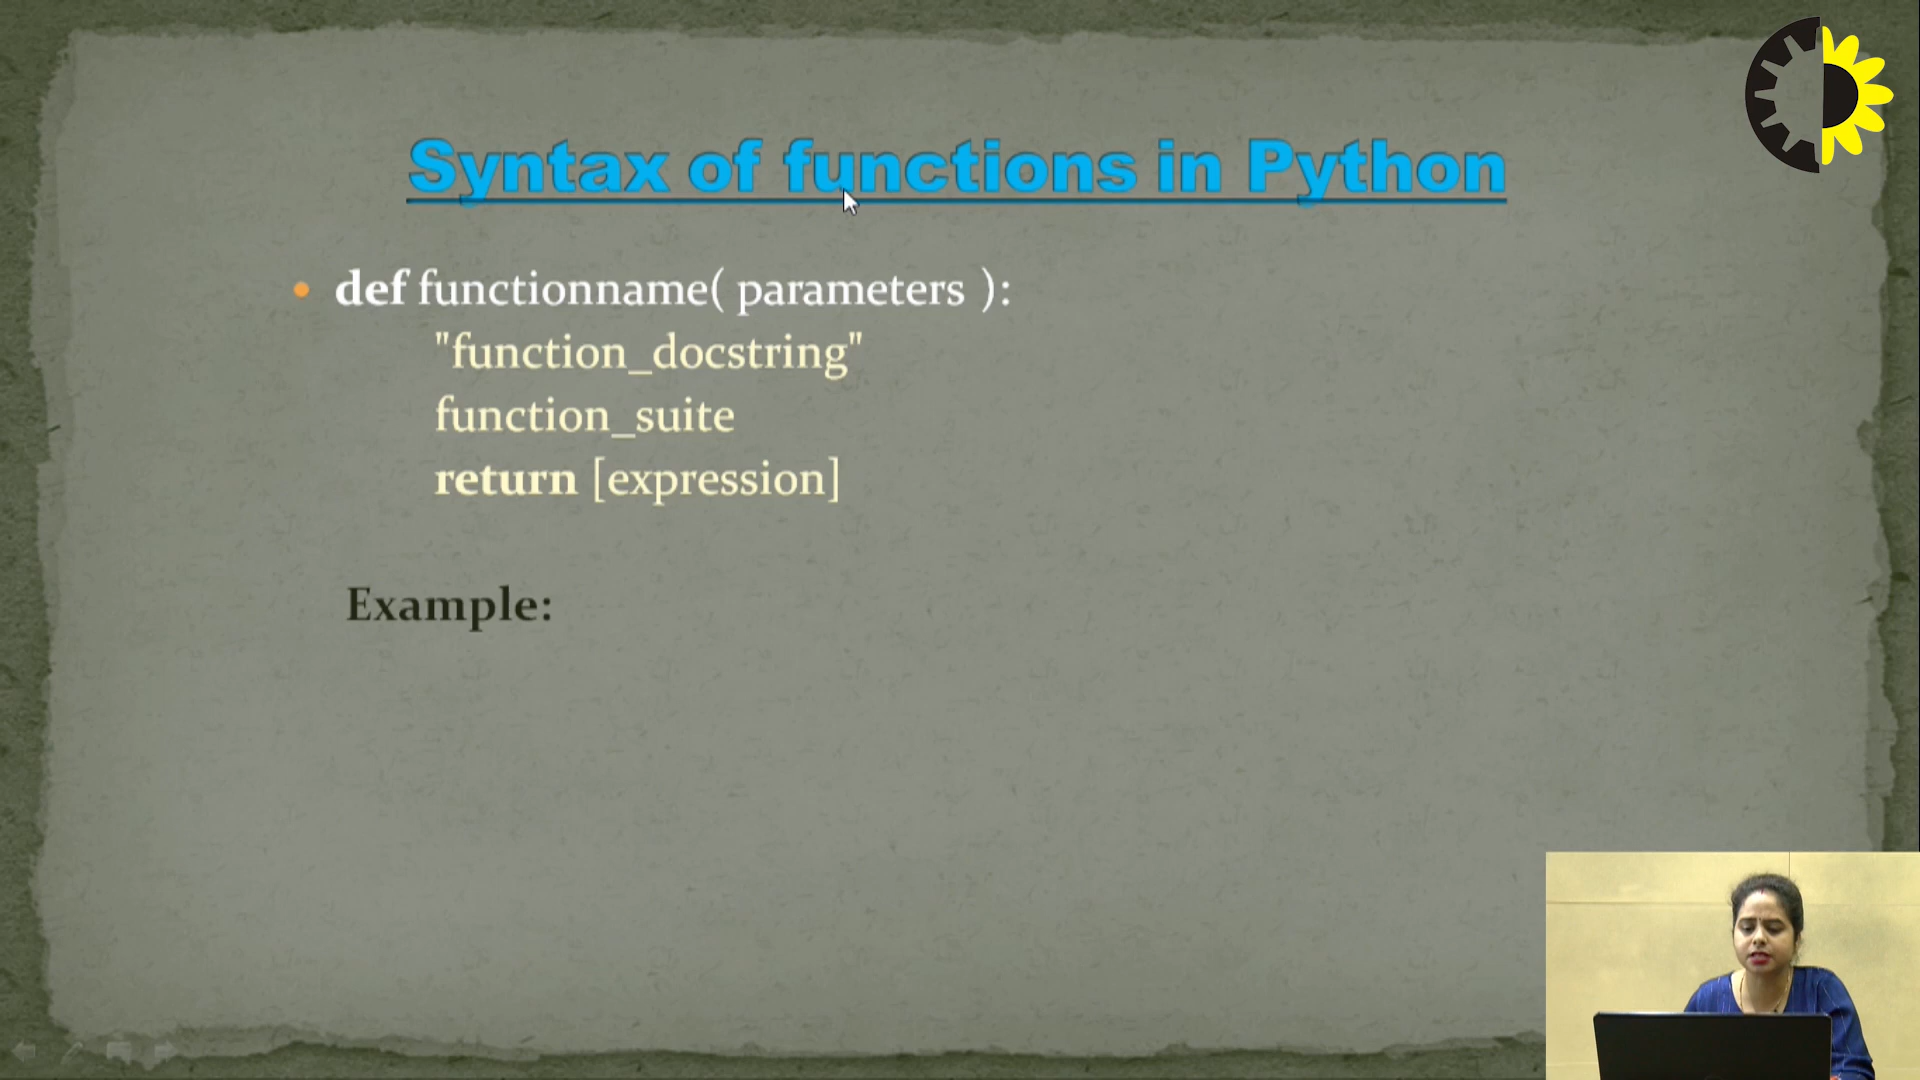 Syntax of functions in Python
• def functionname( parameters ):
"function_docstring"
function_suite
return [expression]
Example: